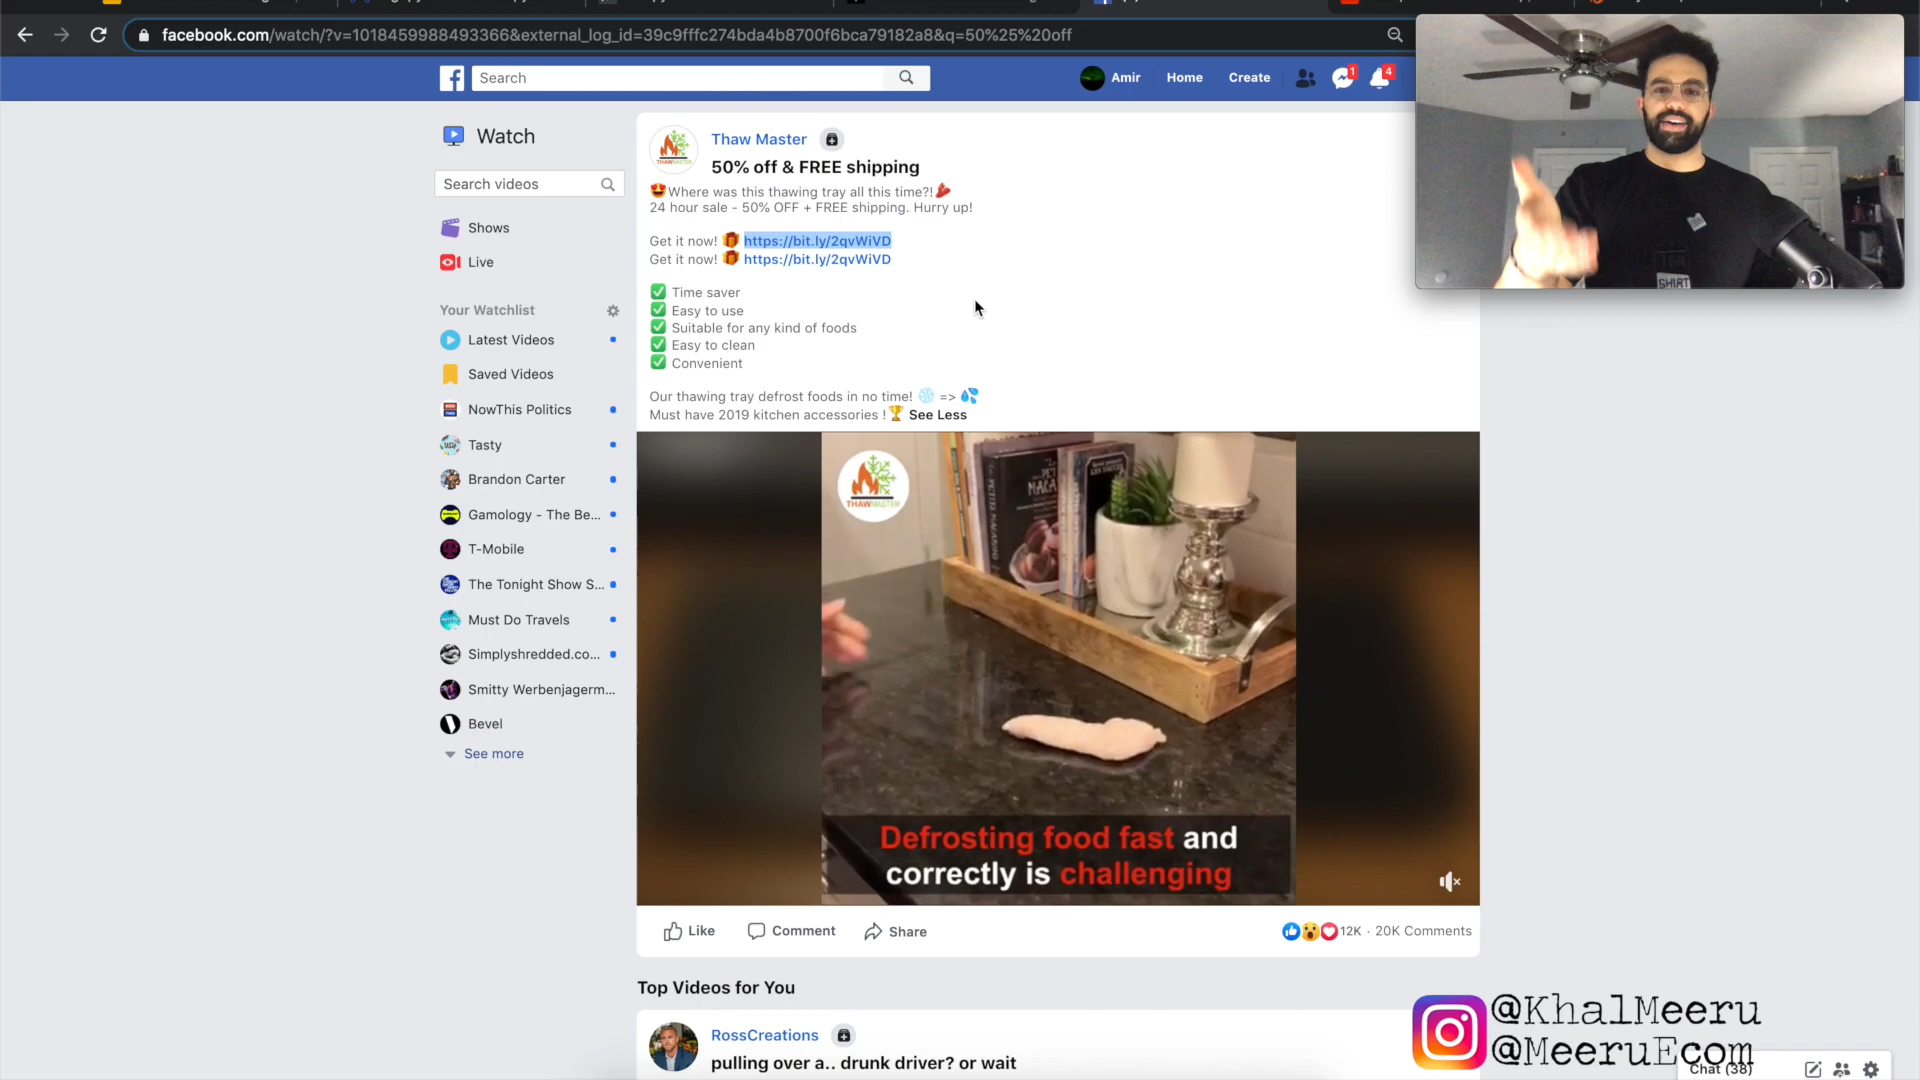 facebook.com/watch/?v=1018459988493366&external_log_id=39c9fffc274bda4b8700f6bca79182a8&q=50%25%20off
Search
Amir
Home
Create
1
4
Watch
Search videos
Shows
Live
Your Watchlist
Latest Videos
Saved Videos
NowThis Politics
Tasty
Brandon Carter
Gamology - The Be...
T-Mobile
The Tonight Show S...
Must Do Travels
Simplyshredded.co...
Smitty Werbenjagerm...
Bevel
See more
Thaw Master
50% off & FREE shipping
Where was this thawing tray all this time?!
24 hour sale - 50% OFF + FREE shipping. Hurry up!
Get it now! https://bit.ly/2qvWiVD
Get it now! https://bit.ly/2qvWiVD
Time saver
Easy to use
Suitable for any kind of foods
Easy to clean
Convenient
Our thawing tray defrost foods in no time! =>
Must have 2019 kitchen accessories ! See Less
THAWMASTER
Defrosting food fast and
correctly is challenging
Like
Comment
Share
12K · 20K Comments
Top Videos for You
RossCreations
pulling over a.. drunk driver? or wait
SHIRT
@KhalMeeru
@MeeruEcom
Chat (38)